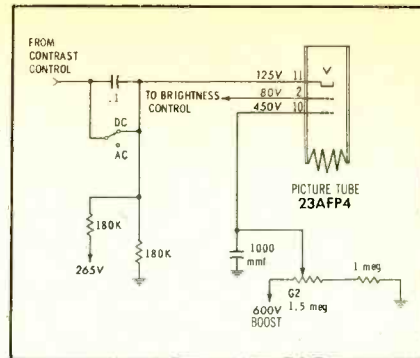 FROM
CONTRAST
CONTROL
.1
DC
AC
TO BRIGHTNESS
CONTROL
125V 11
80V 2
450V 10
PICTURE TUBE
23AFP4
180K
180K
265V
1000
mmf
G2
1.5 meg
1 meg
600V
BOOST